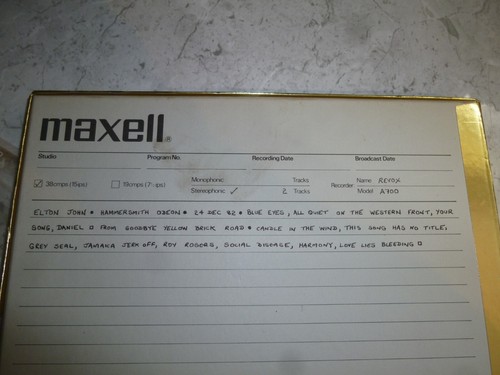 maxell®
Studio Program No. Recording Date Broadcast Date
38cmps (15ips) 19cmps (7½ips) Monophonic Tracks Recorder Name REVOX
Stereophonic ✓ 2 Tracks Model A700
ELTON JOHN * HAMMERSMITH ODEON * 24 DEC 82 * BLUE EYES, ALL QUIET ON THE WESTERN FRONT, YOUR
SONG, DANIEL □ FROM GOODBYE YELLOW BRICK ROAD * CANDLE IN THE WIND, THIS SONG HAS NO TITLE,
GREY SEAL, JAMAIKA JERK OFF, ROY ROGERS, SOCIAL DISEASE, HARMONY, LOVE LIES BLEEDING □